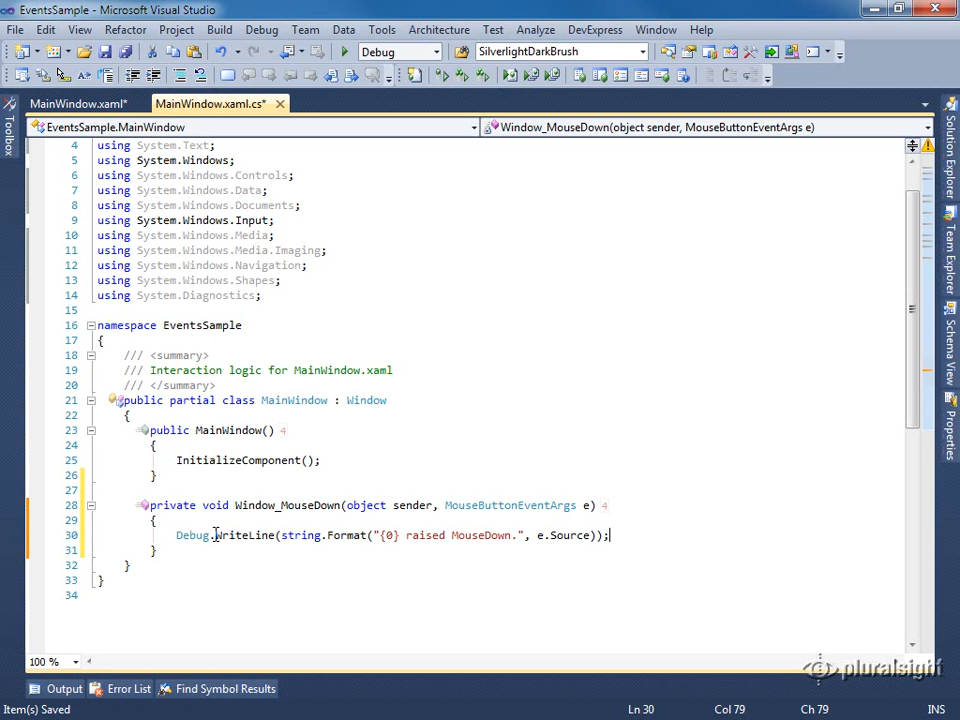 EventsSample - Microsoft Visual Studio
File Edit View Refactor Project Build Debug Team Data Tools Architecture Test Analyze DevExpress Window Help
Debug SilverlightDarkBrush
MainWindow.xaml* MainWindow.xaml.cs*
EventsSample.MainWindow Window_MouseDown(object sender, MouseButtonEventArgs e)
4 using System.Text;
5 using System.Windows;
6 using System.Windows.Controls;
7 using System.Windows.Data;
8 using System.Windows.Documents;
9 using System.Windows.Input;
10 using System.Windows.Media;
11 using System.Windows.Media.Imaging;
12 using System.Windows.Navigation;
13 using System.Windows.Shapes;
14 using System.Diagnostics;
15
16 namespace EventsSample
17 {
18 /// <summary>
19 /// Interaction logic for MainWindow.xaml
20 /// </summary>
21 public partial class MainWindow : Window
22 {
23 public MainWindow() 4
24 {
25 InitializeComponent();
26 }
27
28 private void Window_MouseDown(object sender, MouseButtonEventArgs e) 4
29 {
30 Debug.WriteLine(string.Format("{0} raised MouseDown.", e.Source));
31 }
32 }
33 }
34
100 %
Output Error List Find Symbol Results
Item(s) Saved Ln 30 Col 79 Ch 79 INS
Toolbox
Solution Explorer
Team Explorer
Schema View
Properties
pluralsight